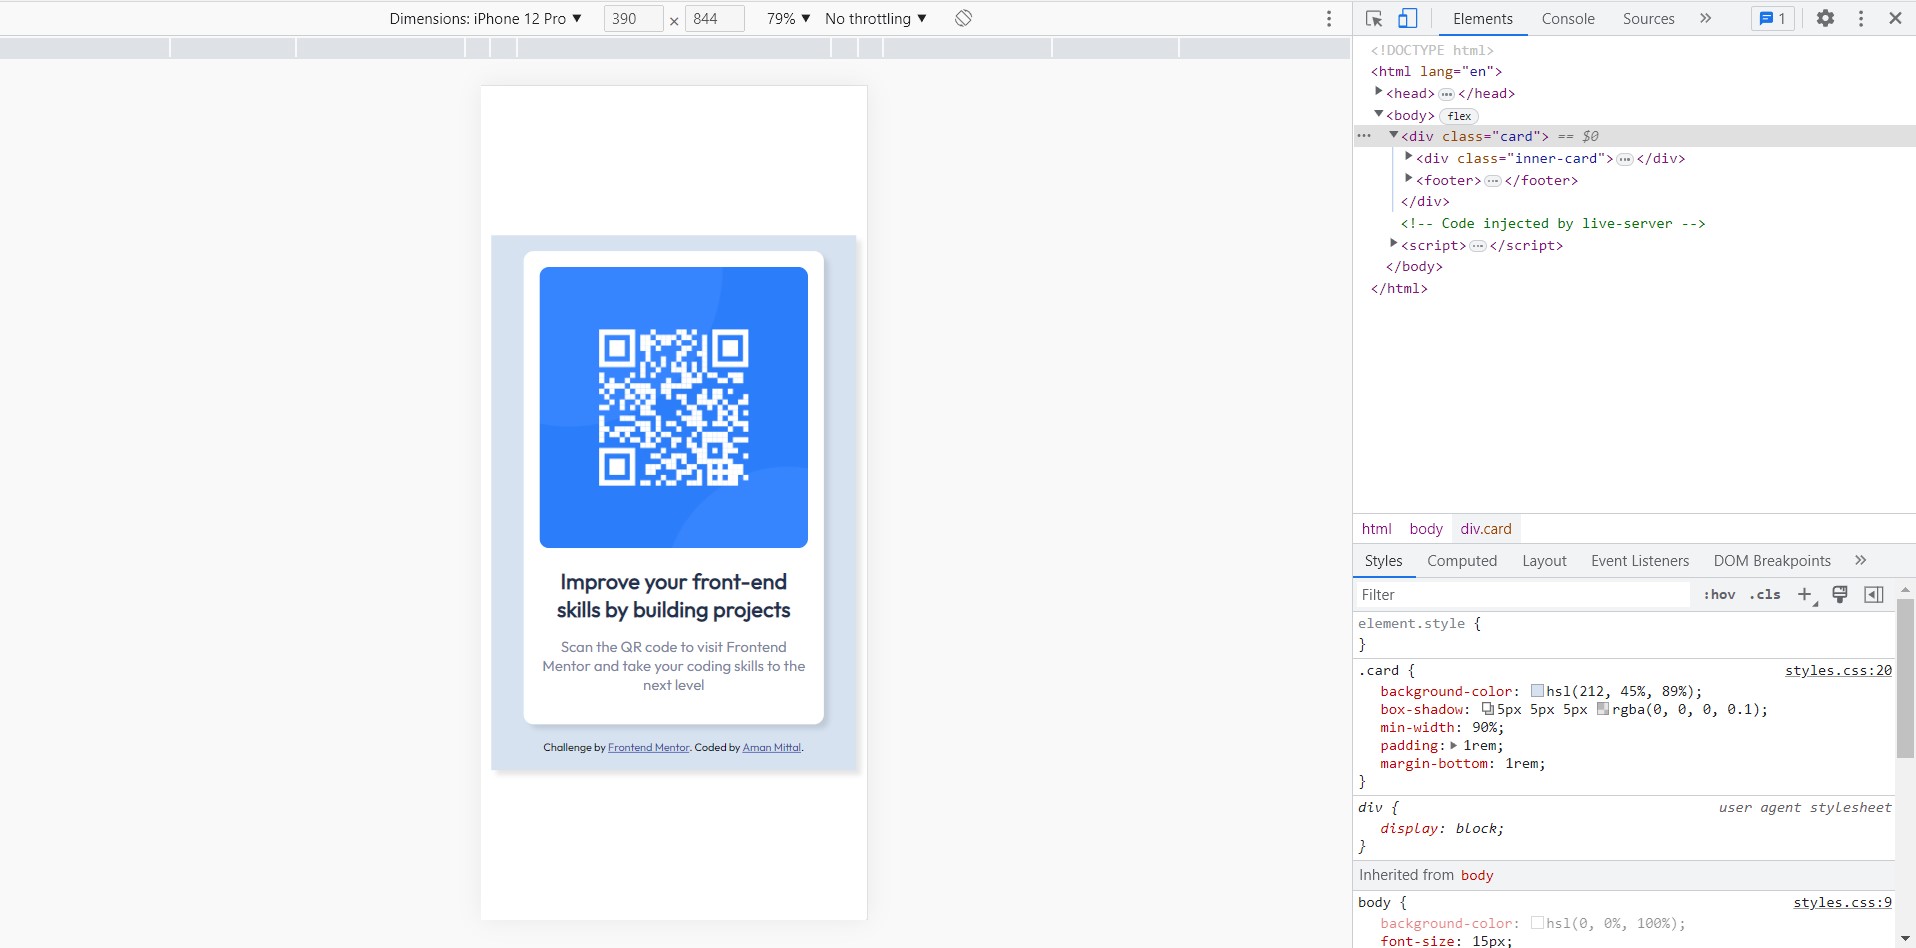 Dimensions: iPhone 12 Pro ▼ 390 × 844 79% ▼ No throttling ▼
Elements Console Sources » 1
<!DOCTYPE html>
<html lang="en">
<head> ••• </head>
<body> flex
••• <div class="card"> == $0
<div class="inner-card"> ••• </div>
<footer> ••• </footer>
</div>
<!-- Code injected by live-server -->
<script> ••• </script>
</body>
</html>
Improve your front-end
skills by building projects
Scan the QR code to visit Frontend
Mentor and take your coding skills to the
next level
Challenge by Frontend Mentor. Coded by Aman Mittal.
html body div.card
Styles Computed Layout Event Listeners DOM Breakpoints »
Filter :hov .cls +
element.style {
}
.card { styles.css:20
background-color: hsl(212, 45%, 89%);
box-shadow: 5px 5px 5px rgba(0, 0, 0, 0.1);
min-width: 90%;
padding: 1rem;
margin-bottom: 1rem;
}
div { user agent stylesheet
display: block;
}
Inherited from body
body { styles.css:9
background-color: hsl(0, 0%, 100%);
font-size: 15px;